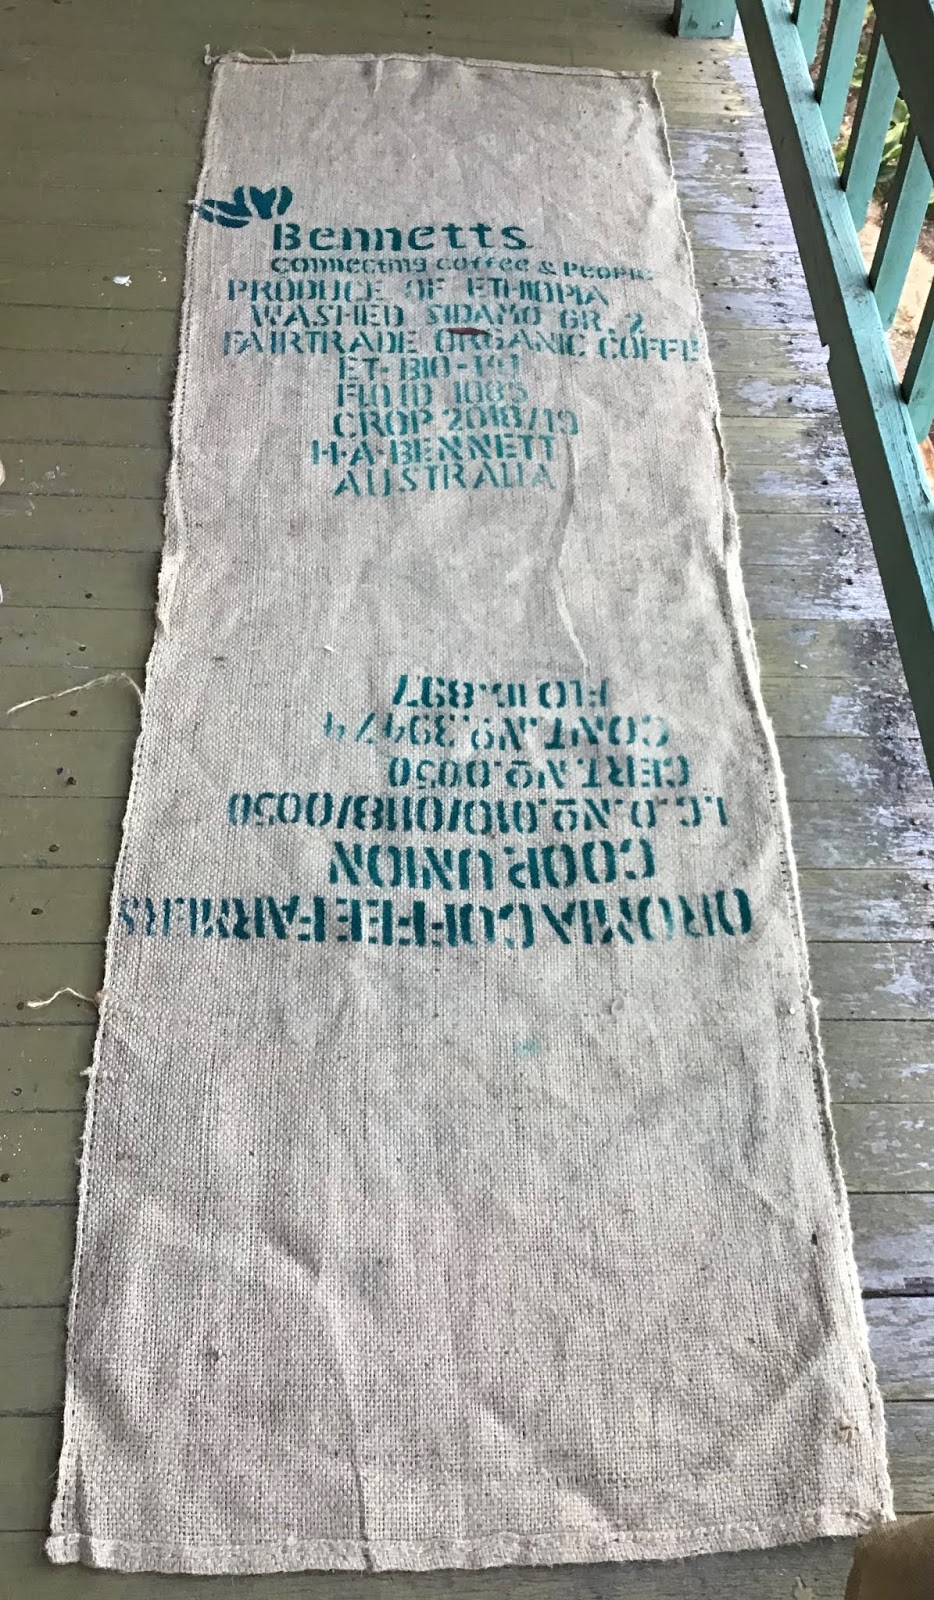 Bennetts
Connecting Coffee & People
PRODUCE OF ETHIOPIA
WASHED SIDAMO GR. 2
FAIRTRADE ORGANIC COFFE
ET-BIO-141
FLO ID 1085
CROP 2018/19
H·A·BENNETT
AUSTRALIA
OROMIA COFFEE FARMERS
COOP. UNION
I.C.O. Nº. 010/0118/0050
CERT. Nº. 0050
CONT. Nº. 39474
FLO ID. 897